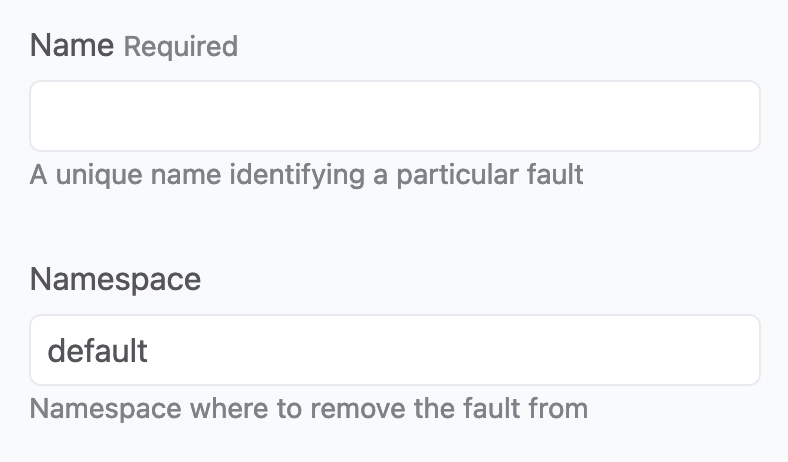 Name Required
A unique name identifying a particular fault
Namespace
default
Namespace where to remove the fault from